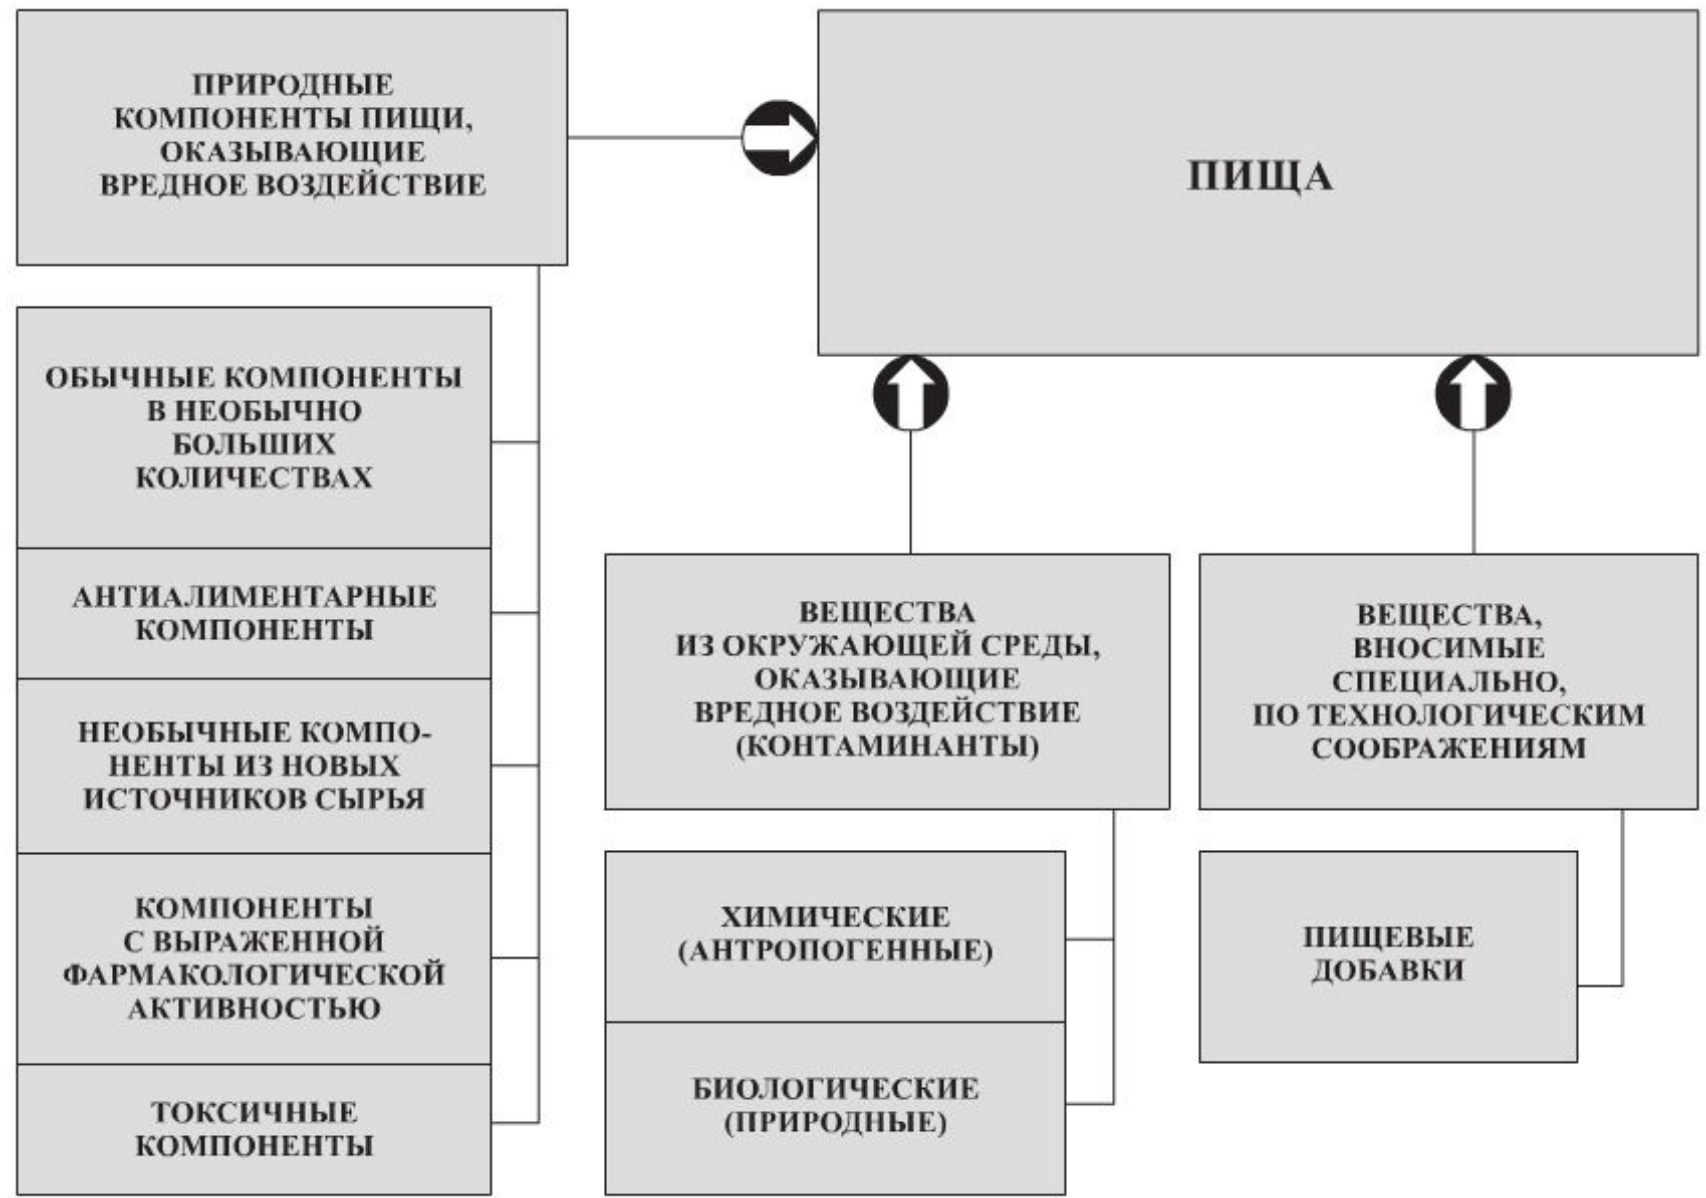 ПРИРОДНЫЕ
КОМПОНЕНТЫ ПИЩИ,
ОКАЗЫВАЮЩИЕ
ВРЕДНОЕ ВОЗДЕЙСТВИЕ
ПИЩА
ОБЫЧНЫЕ КОМПОНЕНТЫ
В НЕОБЫЧНО
БОЛЬШИХ
КОЛИЧЕСТВАХ
АНТИАЛИМЕНТАРНЫЕ
КОМПОНЕНТЫ
НЕОБЫЧНЫЕ КОМПО-
НЕНТЫ ИЗ НОВЫХ
ИСТОЧНИКОВ СЫРЬЯ
КОМПОНЕНТЫ
С ВЫРАЖЕННОЙ
ФАРМАКОЛОГИЧЕСКОЙ
АКТИВНОСТЬЮ
ТОКСИЧНЫЕ
КОМПОНЕНТЫ
ВЕЩЕСТВА
ИЗ ОКРУЖАЮЩЕЙ СРЕДЫ,
ОКАЗЫВАЮЩИЕ
ВРЕДНОЕ ВОЗДЕЙСТВИЕ
(КОНТАМИНАНТЫ)
ХИМИЧЕСКИЕ
(АНТРОПОГЕННЫЕ)
БИОЛОГИЧЕСКИЕ
(ПРИРОДНЫЕ)
ВЕЩЕСТВА,
ВНОСИМЫЕ
СПЕЦИАЛЬНО,
ПО ТЕХНОЛОГИЧЕСКИМ
СООБРАЖЕНИЯМ
ПИЩЕВЫЕ
ДОБАВКИ